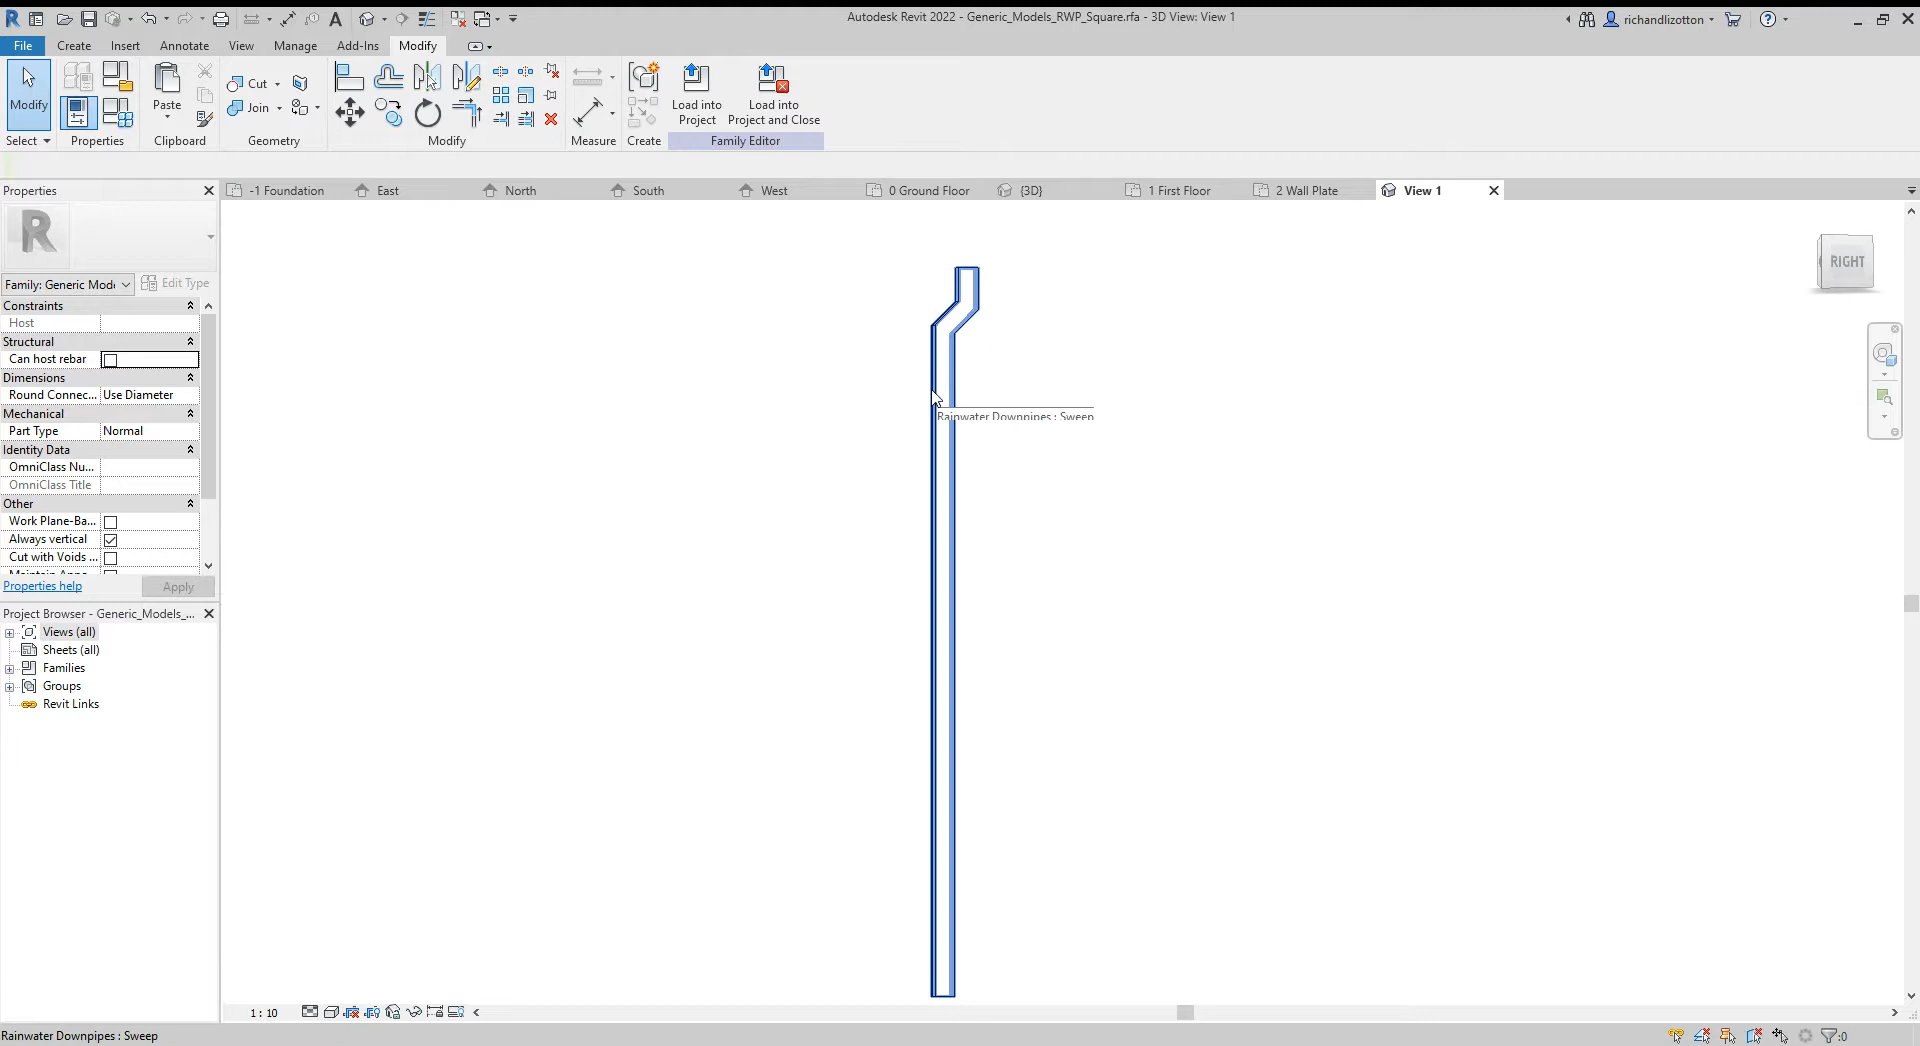 Autodesk Revit 2022 - Generic_Models_RWP_Square.rfa - 3D View: View 1
richandlizotton
File
Create
Insert
Annotate
View
Manage
Add-Ins
Modify
Modify
Paste
Cut
Join
Load into
Project
Load into
Project and Close
Select
Properties
Clipboard
Geometry
Modify
Measure
Create
Family Editor
Properties
-1 Foundation
East
North
South
West
0 Ground Floor
{3D}
1 First Floor
2 Wall Plate
View 1
R
Family: Generic Mod
Edit Type
Constraints
Host
Structural
Can host rebar
Dimensions
Round Connec... Use Diameter
Mechanical
Part Type Normal
Identity Data
OmniClass Nu...
OmniClass Title
Other
Work Plane-Ba...
Always vertical
Cut with Voids ...
Properties help
Apply
Project Browser - Generic_Models_...
Views (all)
Sheets (all)
Families
Groups
Revit Links
RIGHT
Rainwater Downpipes : Sweep
1 : 10
Rainwater Downpipes : Sweep
:0